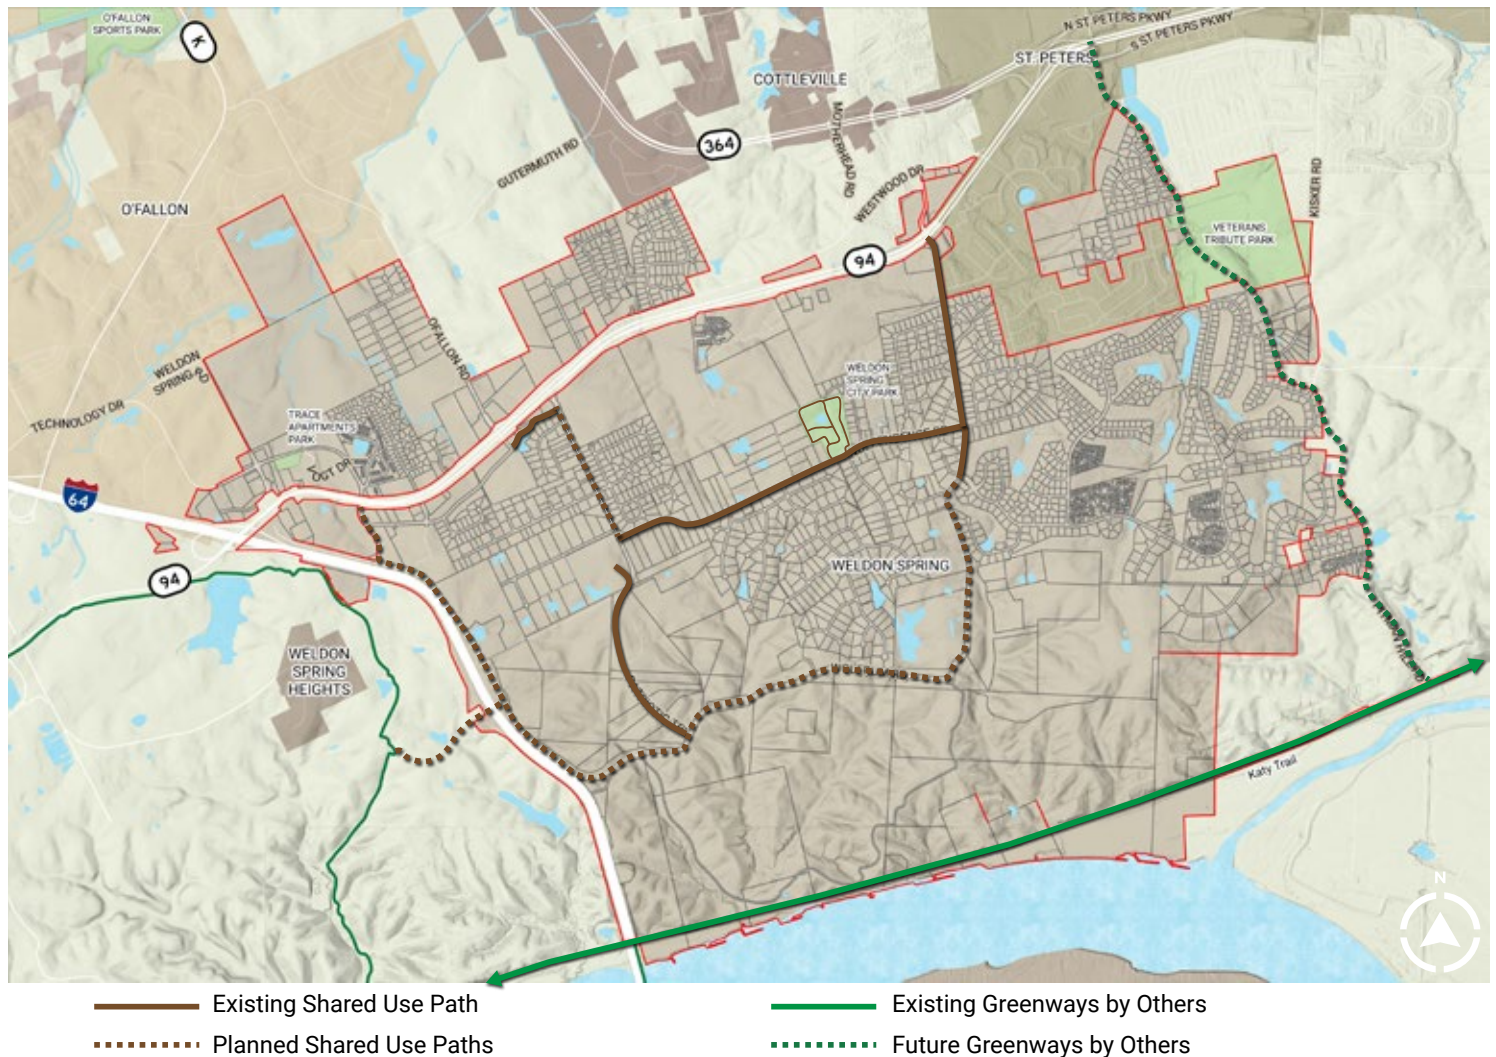 O'FALLON
SPORTS PARK
K
N ST PETERS PKWY
S ST PETERS PKWY
ST. PETERS
COTTLEVILLE
MOTHERHEAD RD
364
GUTERMUTH RD
WESTWOOD DR
KISKER RD
O'FALLON
VETERANS
TRIBUTE PARK
94
O'FALLON RD
WELDON
SPRING RD
WELDON
SPRING
CITY PARK
TECHNOLOGY DR
TRACE
APARTMENTS
PARK
OGT DR
64
94
WELDON SPRING
WELDON
SPRING
HEIGHTS
Katy Trail
N
Existing Shared Use Path
Existing Greenways by Others
Planned Shared Use Paths
Future Greenways by Others